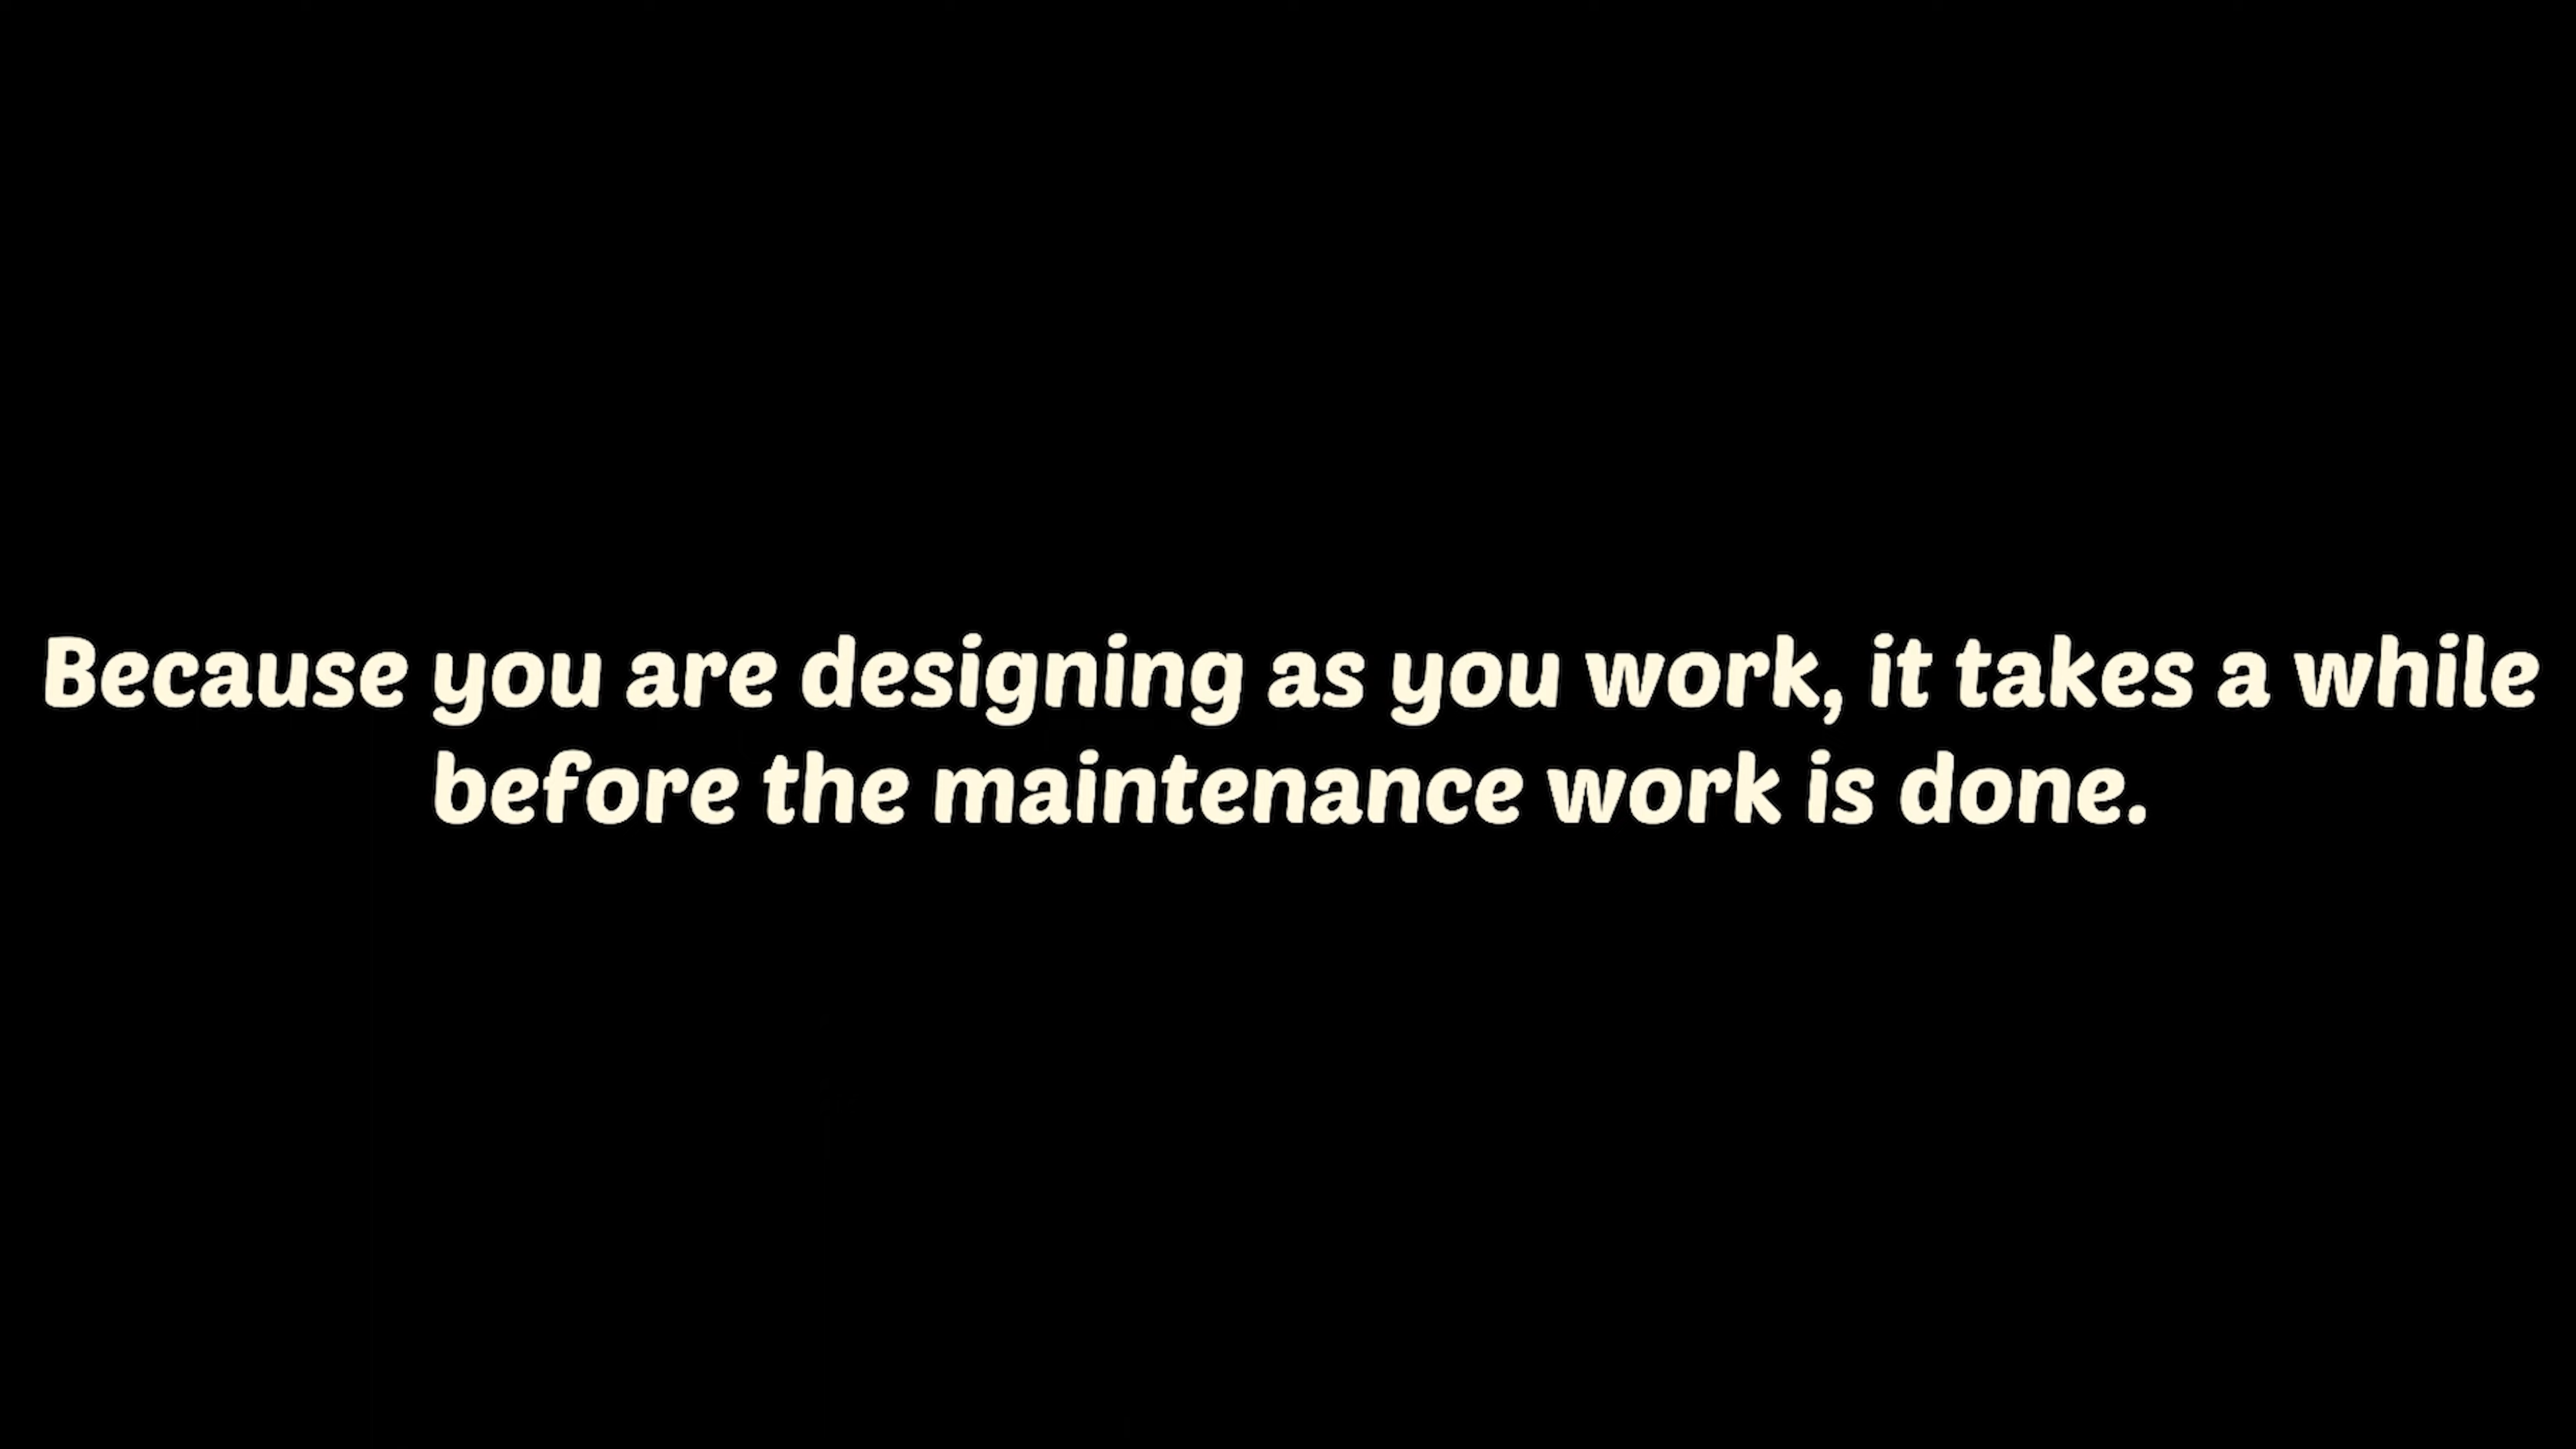 Because you are designing as you work, it takes a while
before the maintenance work is done.